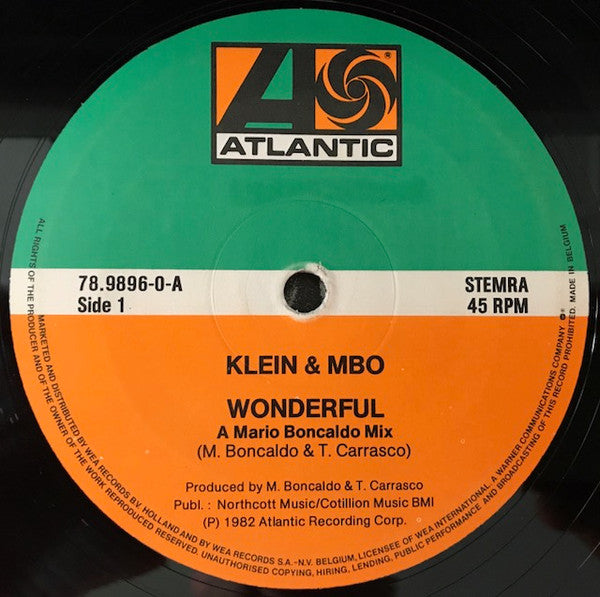 ATLANTIC
78.9896-0-A
Side 1
STEMRA
45 RPM
KLEIN & MBO
WONDERFUL
A Mario Boncaldo Mix
(M. Boncaldo & T. Carrasco)
Produced by M. Boncaldo & T. Carrasco
Publ. : Northcott Music/Cotillion Music BMI
(P) 1982 Atlantic Recording Corp.
MARKETED AND DISTRIBUTED BY WEA RECORDS BV. HOLLAND AND BY WEA RECORDS S.A.-N.V. BELGIUM, LICENSEE OF WEA INTERNATIONAL, A WARNER COMMUNICATIONS COMPANY MADE IN BELGIUM
ALL RIGHTS OF THE PRODUCER AND OF THE OWNER OF THE WORK REPRODUCED RESERVED. UNAUTHORISED COPYING, HIRING, LENDING, PUBLIC PERFORMANCE AND BROADCASTING OF THIS RECORD PROHIBITED.